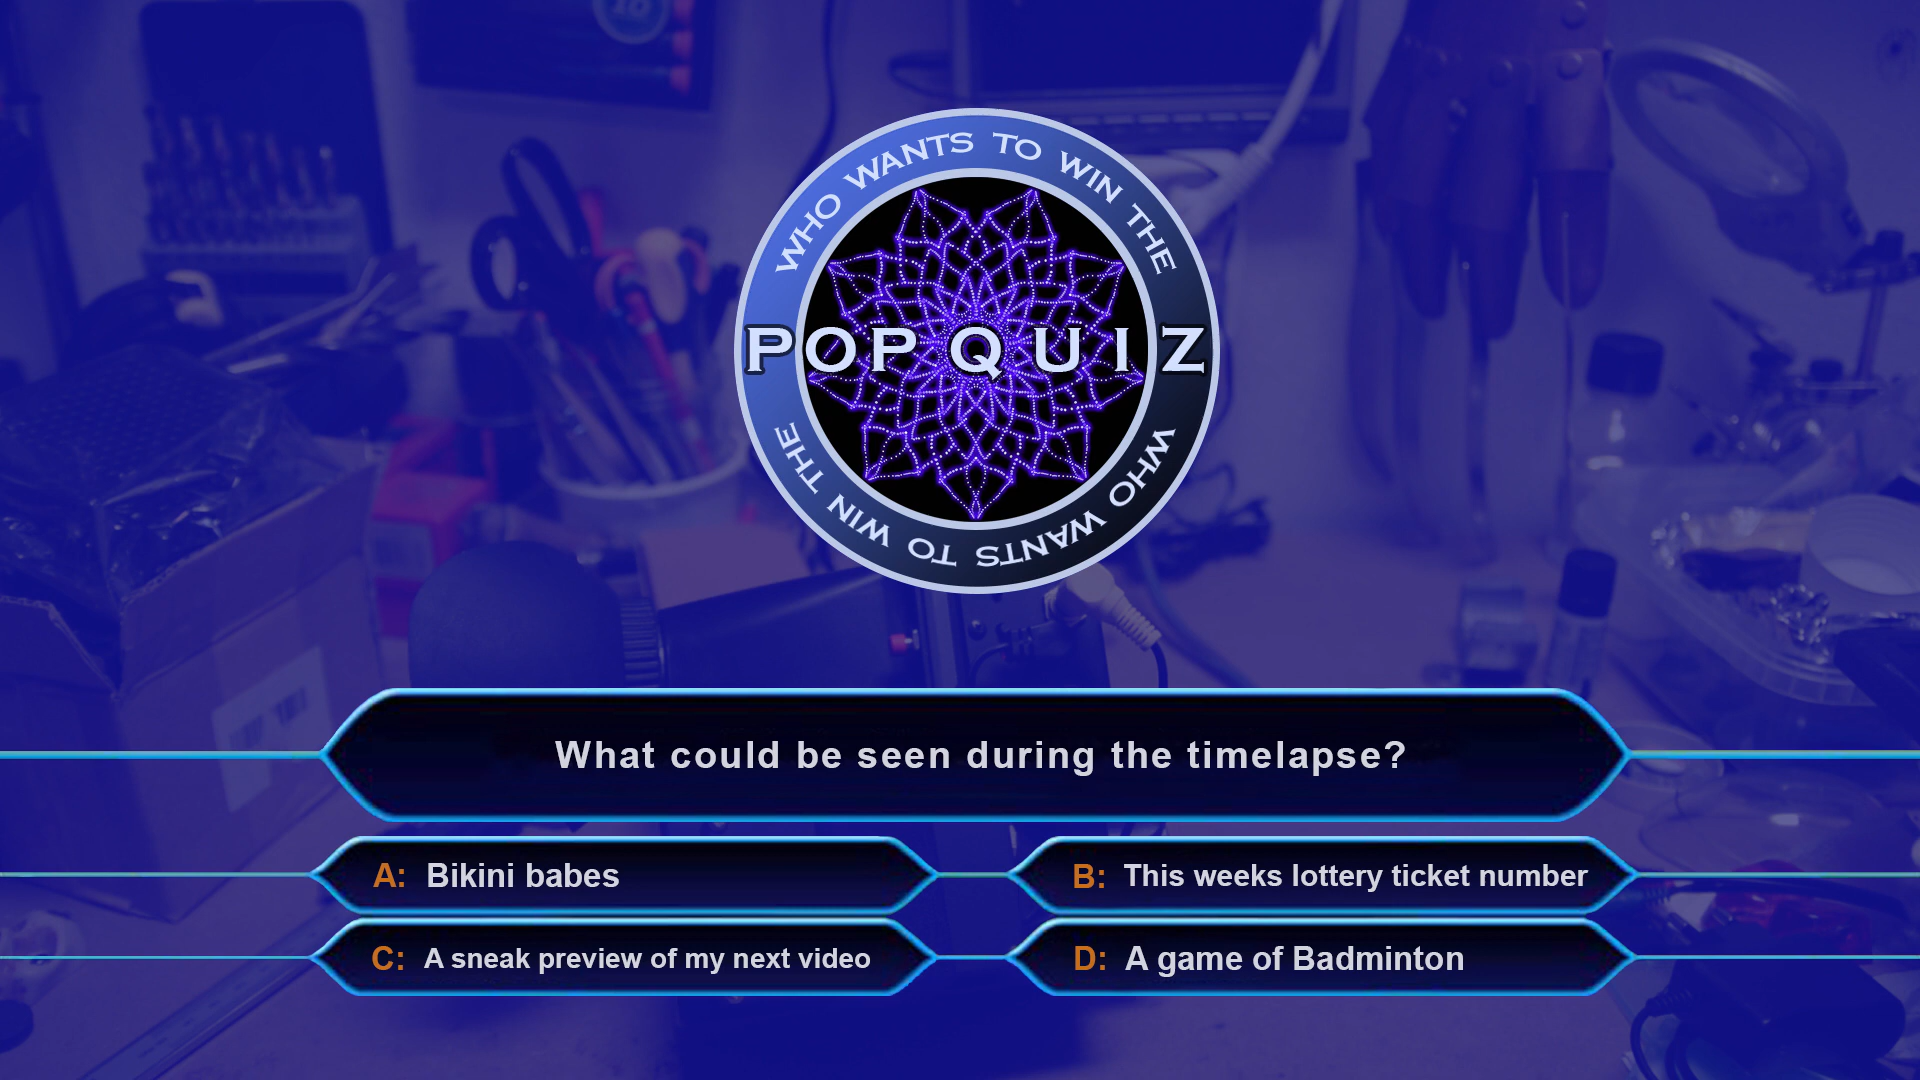 WHO WANTS TO WIN THE
POP QUIZ
WHO WANTS TO WIN THE
What could be seen during the timelapse?
A: Bikini babes
B: This weeks lottery ticket number
C: A sneak preview of my next video
D: A game of Badminton